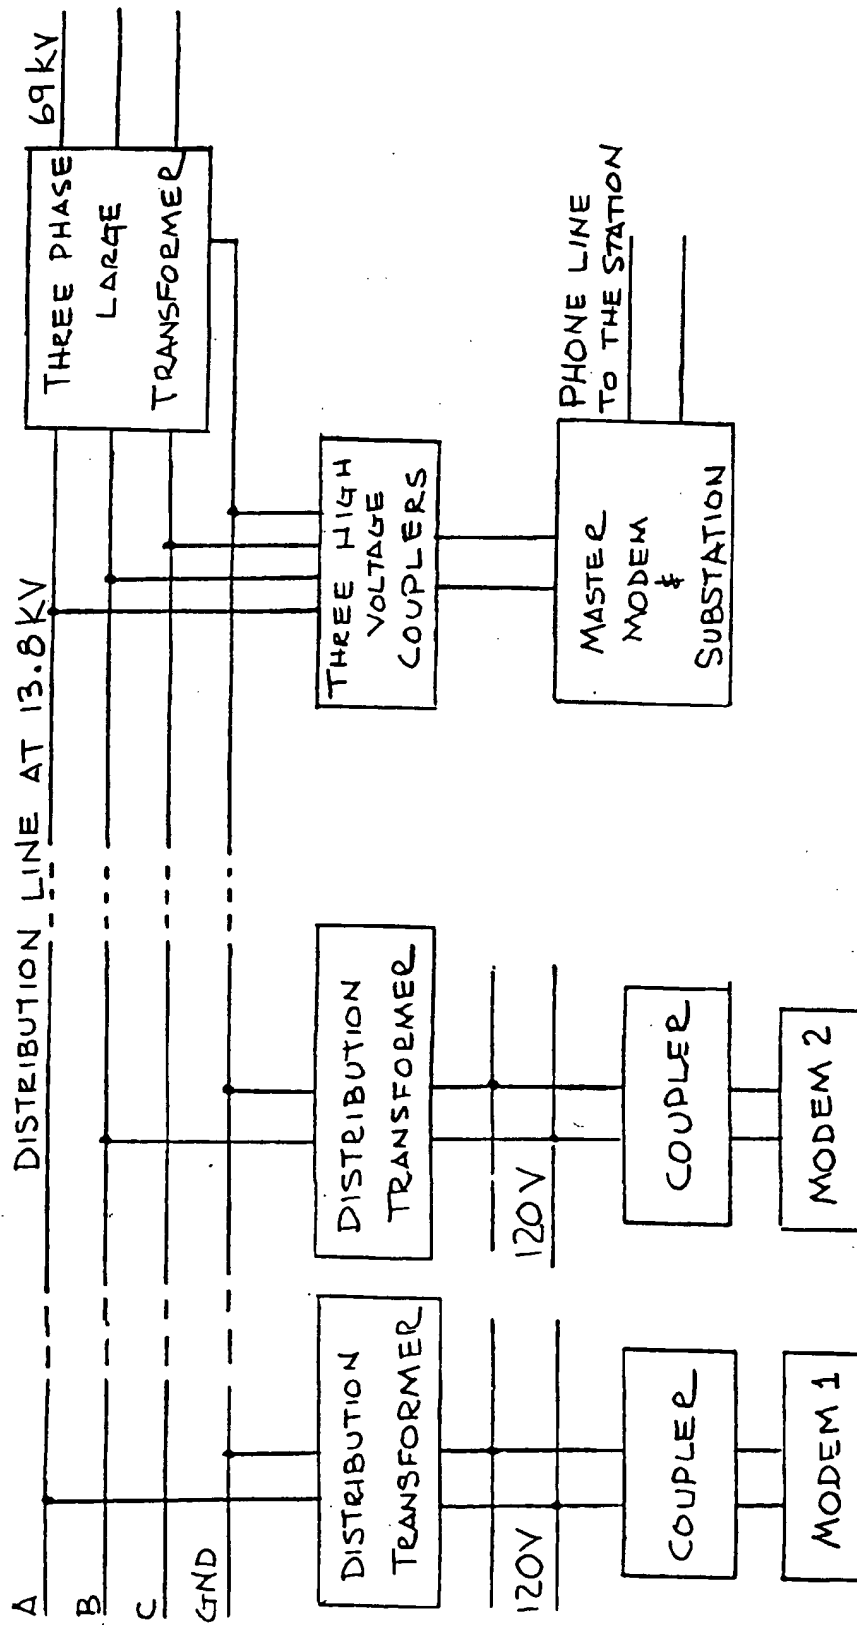 DISTRIBUTION LINE AT 13.8KV
69KV
A
B
C
GND
THREE PHASE
LARGE
TRANSFORMER
THREE HIGH
VOLTAGE
COUPLERS
PHONE LINE
TO THE STATION
MASTER
MODEM
&
SUBSTATION
DISTRIBUTION
TRANSFORMER
120V
COUPLER
MODEM 1
DISTRIBUTION
TRANSFORMER
120V
COUPLER
MODEM 2